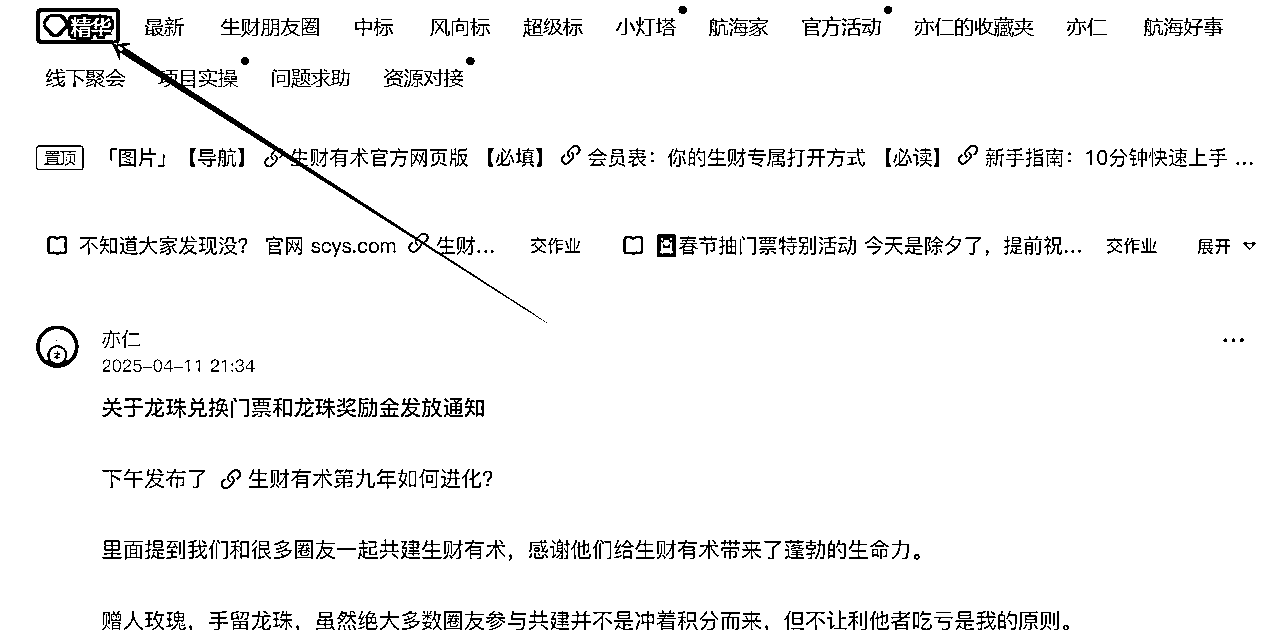 精华 最新 生财朋友圈 中标 风向标 超级标 小灯塔 航海家 官方活动 亦仁的收藏夹 亦仁 航海好事
线下聚会 项目实操 问题求助 资源对接
置顶 「图片」【导航】 生财有术官方网页版 【必填】 会员表：你的生财专属打开方式 【必读】 新手指南：10分钟快速上手 ...
不知道大家发现没？ 官网 scys.com 生财... 交作业 春节抽门票特别活动 今天是除夕了，提前祝... 交作业 展开
亦仁
2025-04-11 21:34
关于龙珠兑换门票和龙珠奖励金发放通知
下午发布了 生财有术第九年如何进化？
里面提到我们和很多圈友一起共建生财有术，感谢他们给生财有术带来了蓬勃的生命力。
赠人玫瑰，手留龙珠，虽然绝大多数圈友参与共建并不是冲着积分而来，但不让利他者吃亏是我的原则。